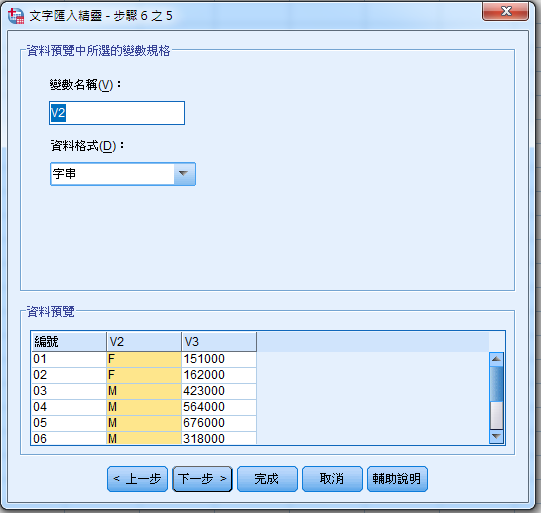 文字匯入精靈 - 步驟 6 之 5
資料預覽中所選的變數規格
變數名稱(V)：
V2
資料格式(D)：
字串
資料預覽
編號 V2 V3
01 F 151000
02 F 162000
03 M 423000
04 M 564000
05 M 676000
06 M 318000
< 上一步 下一步 > 完成 取消 輔助說明